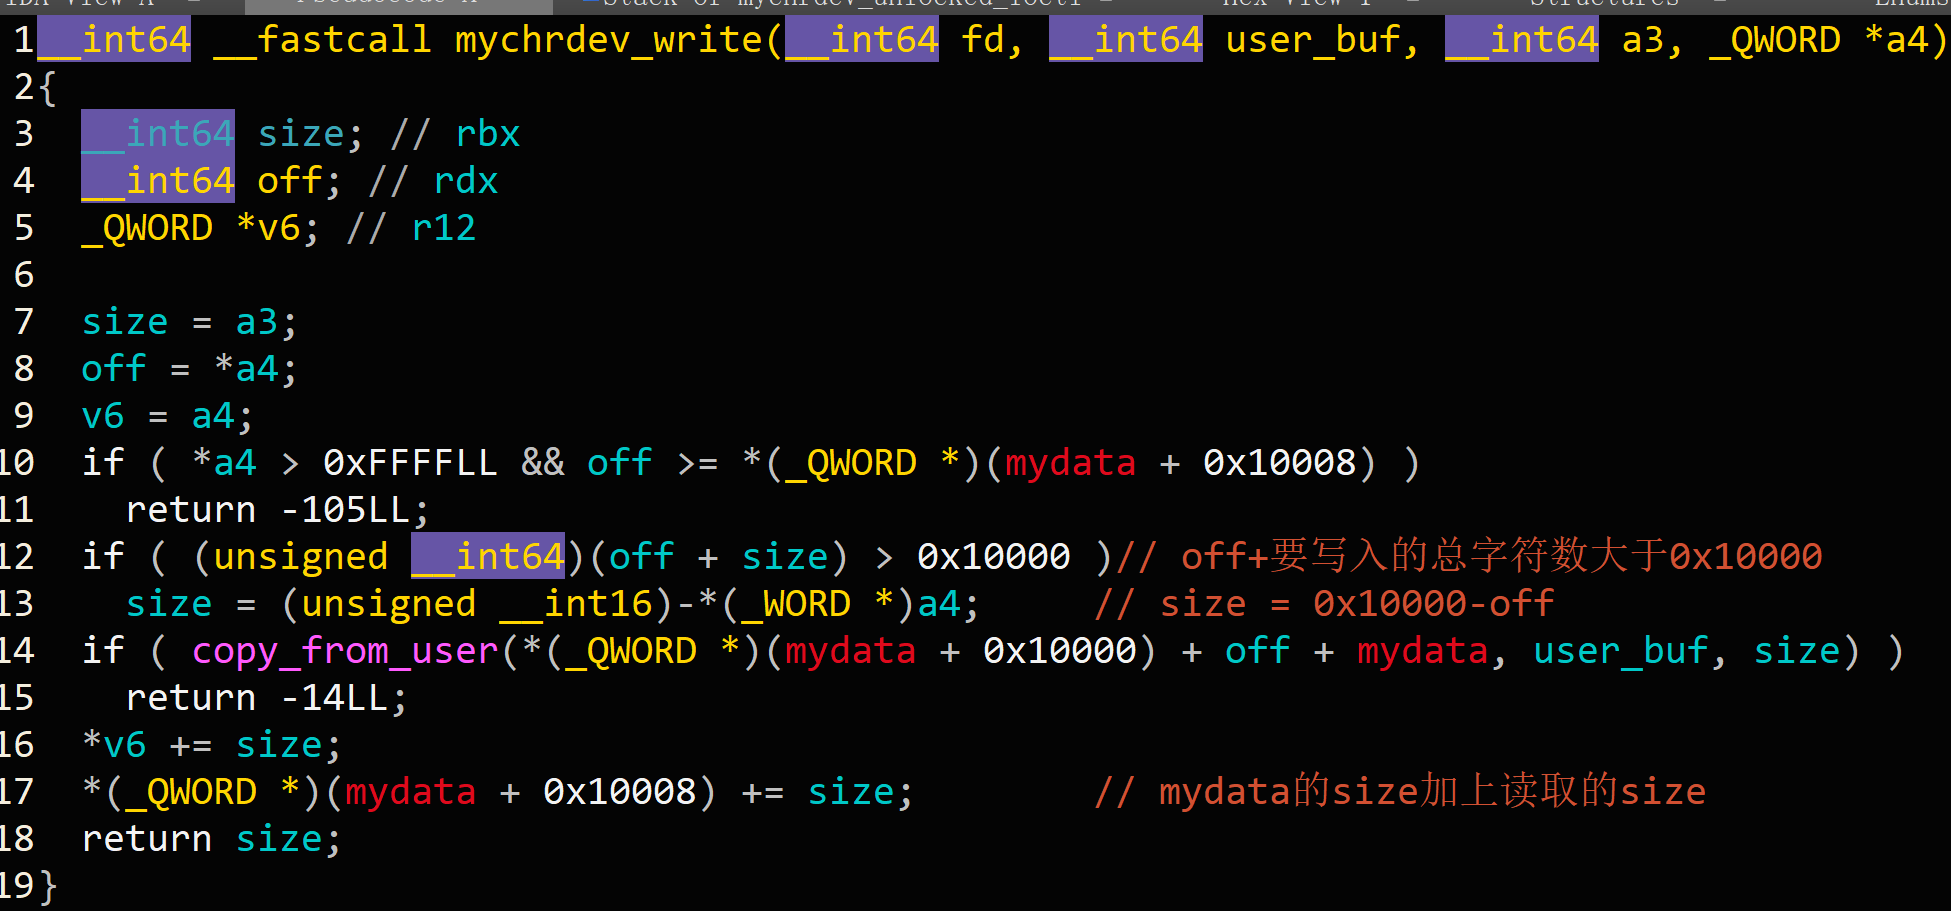 1__int64 __fastcall mychrdev_write(__int64 fd, __int64 user_buf, __int64 a3, _QWORD *a4)
2{
3  __int64 size; // rbx
4  __int64 off; // rdx
5  _QWORD *v6; // r12
6
7  size = a3;
8  off = *a4;
9  v6 = a4;
10  if ( *a4 > 0xFFFFLL && off >= *(_QWORD *)(mydata + 0x10008) )
11    return -105LL;
12  if ( (unsigned __int64)(off + size) > 0x10000 )// off+要写入的总字符数大于0x10000
13    size = (unsigned __int16)-*(_WORD *)a4;     // size = 0x10000-off
14  if ( copy_from_user(*(_QWORD *)(mydata + 0x10000) + off + mydata, user_buf, size) )
15    return -14LL;
16  *v6 += size;
17  *(_QWORD *)(mydata + 0x10008) += size;        // mydata的size加上读取的size
18  return size;
19}